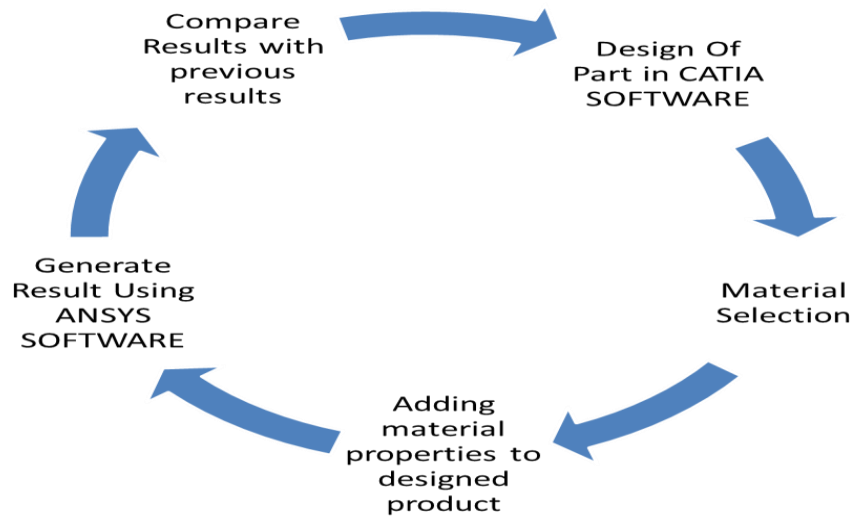 Compare
Results with
previous
results
Design Of
Part in CATIA
SOFTWARE
Material
Selection
Adding
material
properties to
designed
product
Generate
Result Using
ANSYS
SOFTWARE